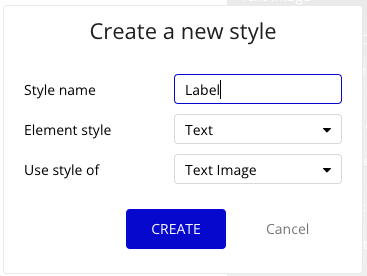 Create a new style
Style name
Label
Element style
Text
Use style of
Text Image
CREATE
Cancel